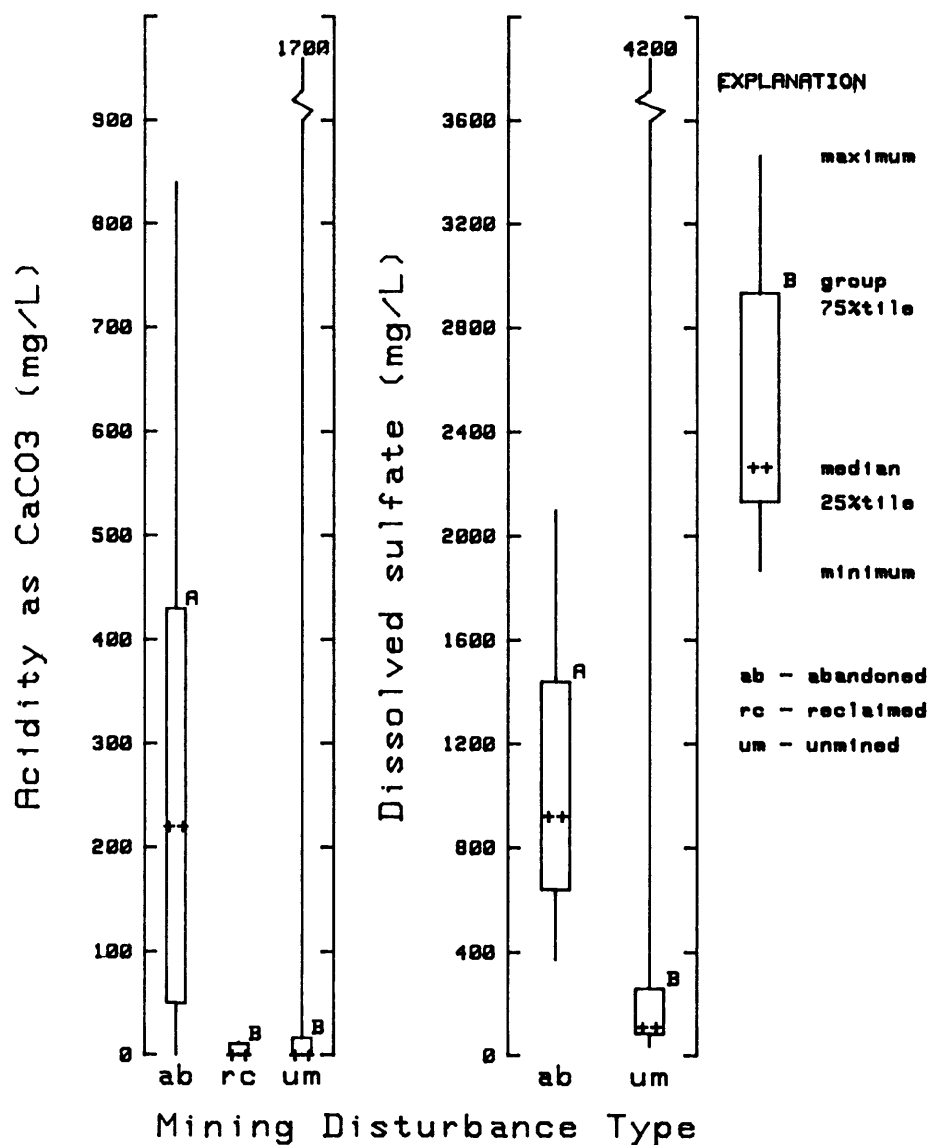 Acidity as CaCO3 (mg/L)
1700
900
800
700
600
500
400
300
200
100
0
A
B
B
ab rc um
Dissolved sulfate (mg/L)
4200
3600
3200
2800
2400
2000
1600
1200
800
400
0
A
B
ab um
Mining Disturbance Type
EXPLANATION
maximum
B group
75%tile
median
25%tile
minimum
ab - abandoned
rc - reclaimed
um - unmined